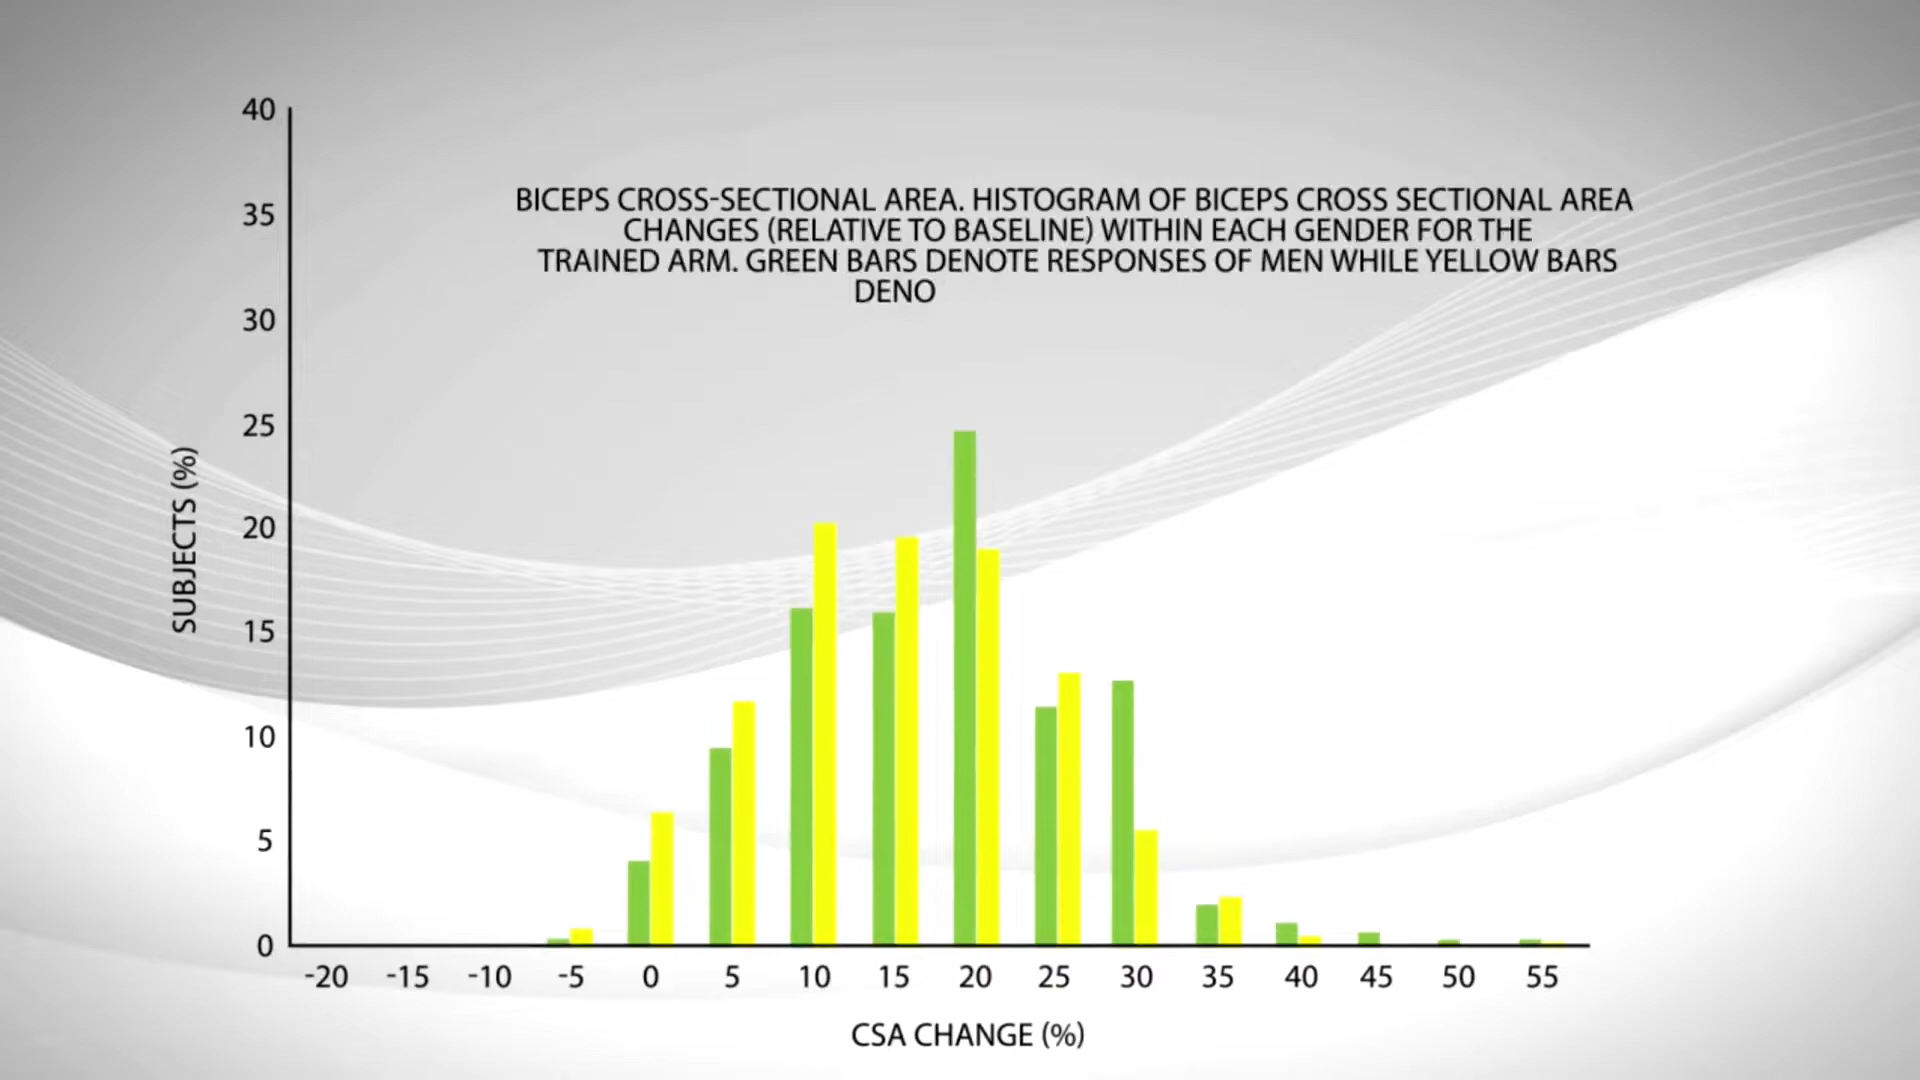 40
BICEPS CROSS-SECTIONAL AREA. HISTOGRAM OF BICEPS CROSS SECTIONAL AREA
CHANGES (RELATIVE TO BASELINE) WITHIN EACH GENDER FOR THE
TRAINED ARM. GREEN BARS DENOTE RESPONSES OF MEN WHILE YELLOW BARS
DENO
35
30
25
20
15
10
5
0
SUBJECTS (%)
-20 -15 -10 -5 0 5 10 15 20 25 30 35 40 45 50 55
CSA CHANGE (%)